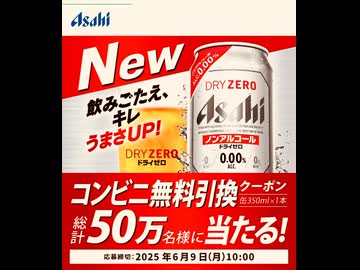 Asahi
New
飲みごたえ、
キレ
うまさUP!
ALC.0.00%
DRY ZERO
Asahi
ノンアルコール
ドライゼロ
0.00%
ALC.
DRY ZERO
ドライゼロ
コンビニ無料引換クーポン
缶350ml×1本
総計50万名様に当たる!
応募締切:2025年6月9日(月)10:00